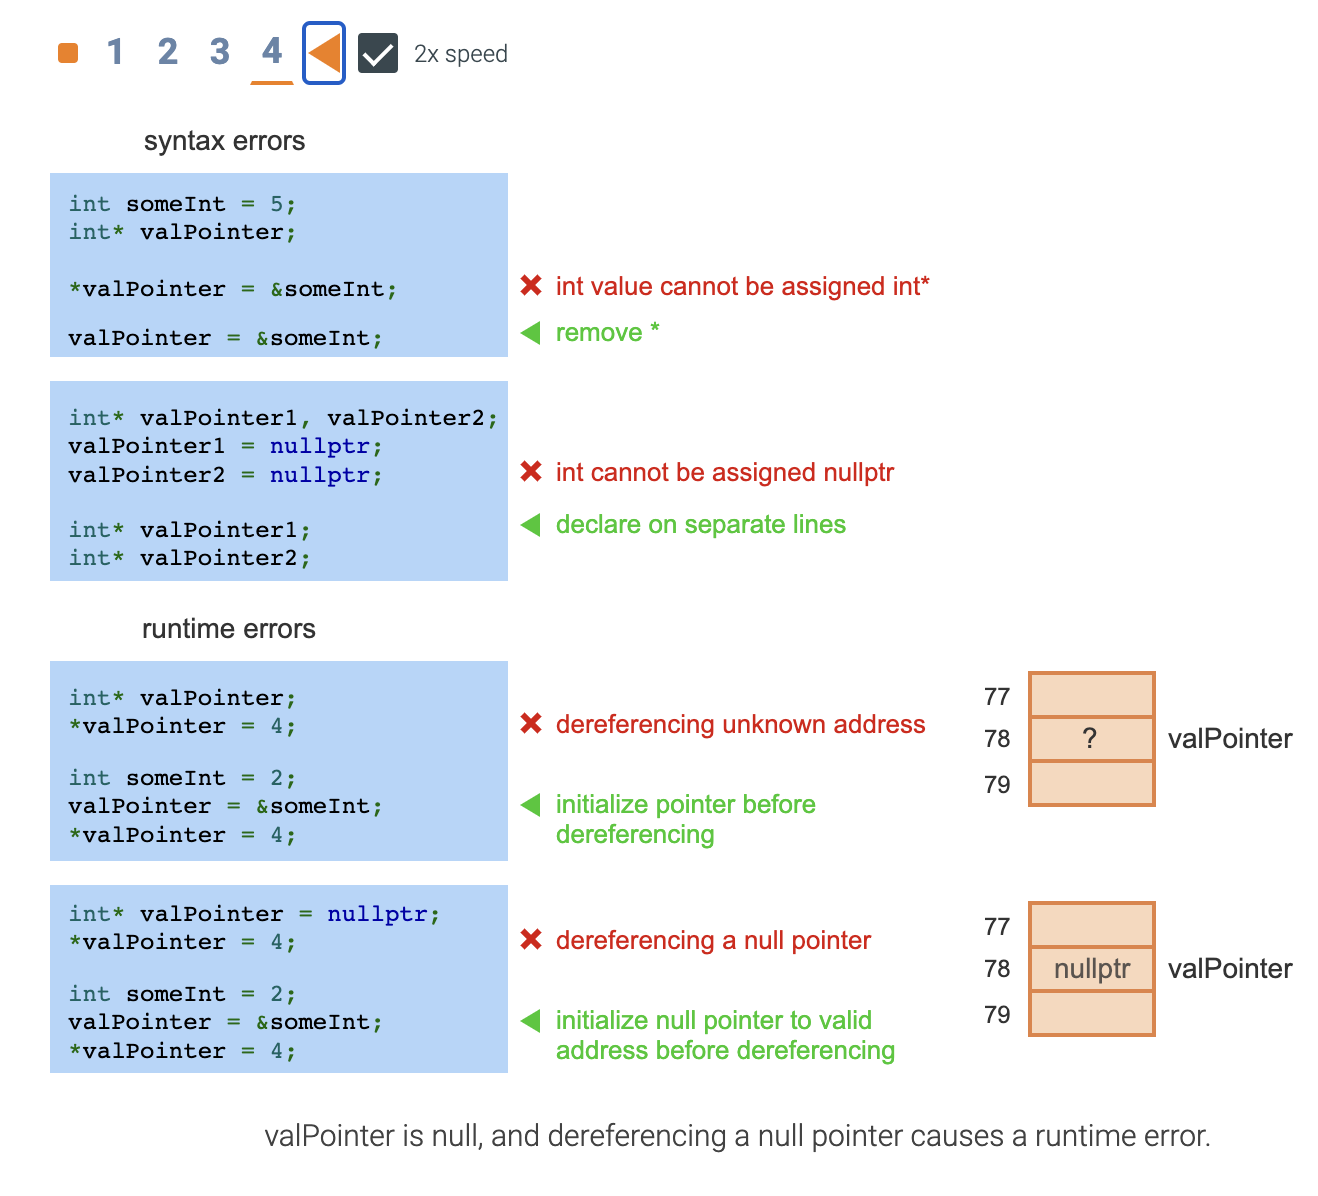 1 2 3 4 2x speed
syntax errors
int someInt = 5;
int* valPointer;
*valPointer = &someInt;
int value cannot be assigned int*
valPointer = &someInt;
remove *
int* valPointer1, valPointer2;
valPointer1 = nullptr;
valPointer2 = nullptr;
int cannot be assigned nullptr
int* valPointer1;
int* valPointer2;
declare on separate lines
runtime errors
int* valPointer;
*valPointer = 4;
dereferencing unknown address
int someInt = 2;
valPointer = &someInt;
*valPointer = 4;
initialize pointer before
dereferencing
77
78 ? valPointer
79
int* valPointer = nullptr;
*valPointer = 4;
dereferencing a null pointer
int someInt = 2;
valPointer = &someInt;
*valPointer = 4;
initialize null pointer to valid
address before dereferencing
77
78 nullptr valPointer
79
valPointer is null, and dereferencing a null pointer causes a runtime error.